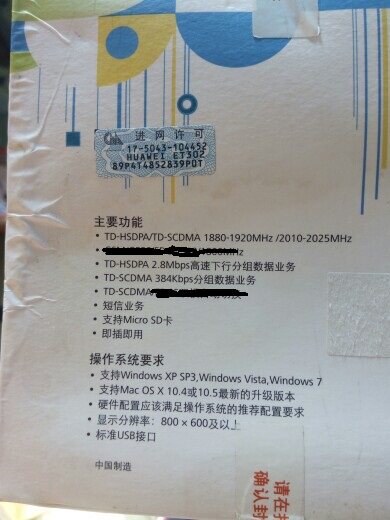 进网许可
17-5043-104452
HUAWEI ET302
89P4T4852839P0T
主要功能
• TD-HSDPA/TD-SCDMA 1880-1920MHz /2010-2025MHz
• TD-HSDPA 2.8Mbps高速下行分组数据业务
• TD-SCDMA 384Kbps分组数据业务
• TD-SCDMA
• 短信业务
• 支持Micro SD卡
• 即插即用
操作系统要求
• 支持Windows XP SP3,Windows Vista,Windows 7
• 支持Mac OS X 10.4或10.5最新的升级版本
• 硬件配置应该满足操作系统的推荐配置要求
• 显示分辨率：800 × 600及以上
• 标准USB接口
中国制造
请在
确认封